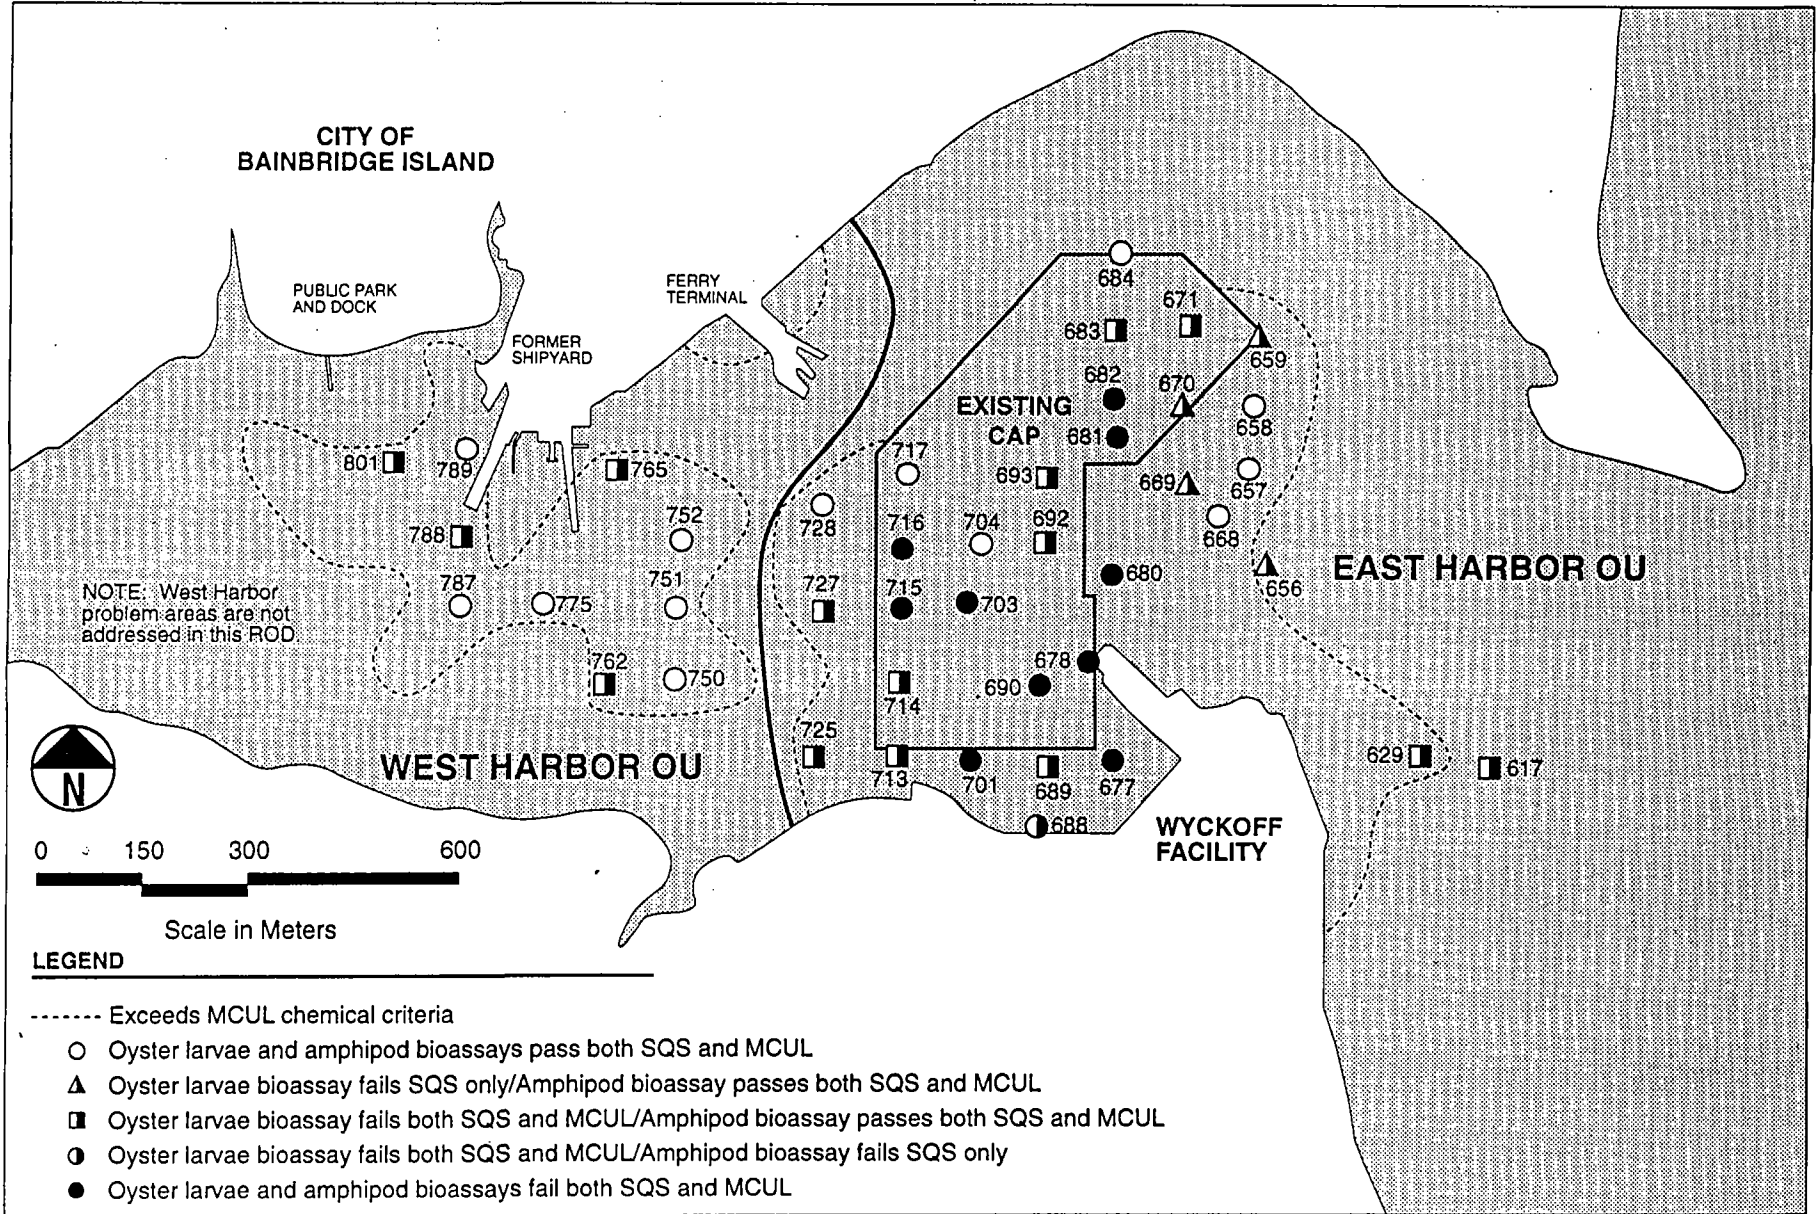 CITY OF
BAINBRIDGE ISLAND
PUBLIC PARK
AND DOCK
FORMER
SHIPYARD
FERRY
TERMINAL
684
671
683
659
682
670
EXISTING
CAP
681
658
717
693
669
657
801
789
765
728
716
704
692
668
752
788
EAST HARBOR OU
680
656
NOTE: West Harbor
problem areas are not
addressed in this ROD.
787
775
751
727
715
703
762
750
678
690
714
725
WEST HARBOR OU
713
701
689
677
629
617
688
WYCKOFF
FACILITY
N
0 150 300 600
Scale in Meters
LEGEND
Exceeds MCUL chemical criteria
Oyster larvae and amphipod bioassays pass both SQS and MCUL
Oyster larvae bioassay fails SQS only/Amphipod bioassay passes both SQS and MCUL
Oyster larvae bioassay fails both SQS and MCUL/Amphipod bioassay passes both SQS and MCUL
Oyster larvae bioassay fails both SQS and MCUL/Amphipod bioassay fails SQS only
Oyster larvae and amphipod bioassays fail both SQS and MCUL